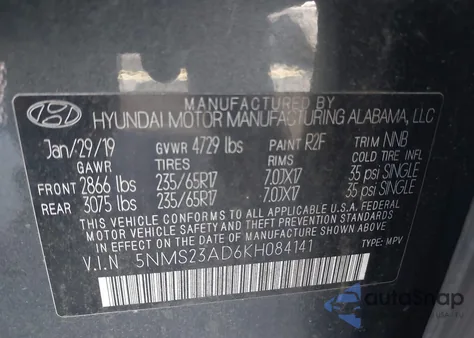 MANUFACTURED BY
HYUNDAI MOTOR MANUFACTURING ALABAMA, LLC
Jan/29/19 GVWR 4729 lbs PAINT R2F TRIM NNB
GAWR TIRES RIMS COLD TIRE INFL
FRONT 2866 lbs 235/65R17 7.0JX17 35 psi SINGLE
REAR 3075 lbs 235/65R17 7.0JX17 35 psi SINGLE
THIS VEHICLE CONFORMS TO ALL APPLICABLE U.S.A. FEDERAL
MOTOR VEHICLE SAFETY AND THEFT PREVENTION STANDARDS
IN EFFECT ON THE DATE OF MANUFACTURE SHOWN ABOVE.
V.I.N 5NMS23AD6KH084141 TYPE: MPV
autoSnap